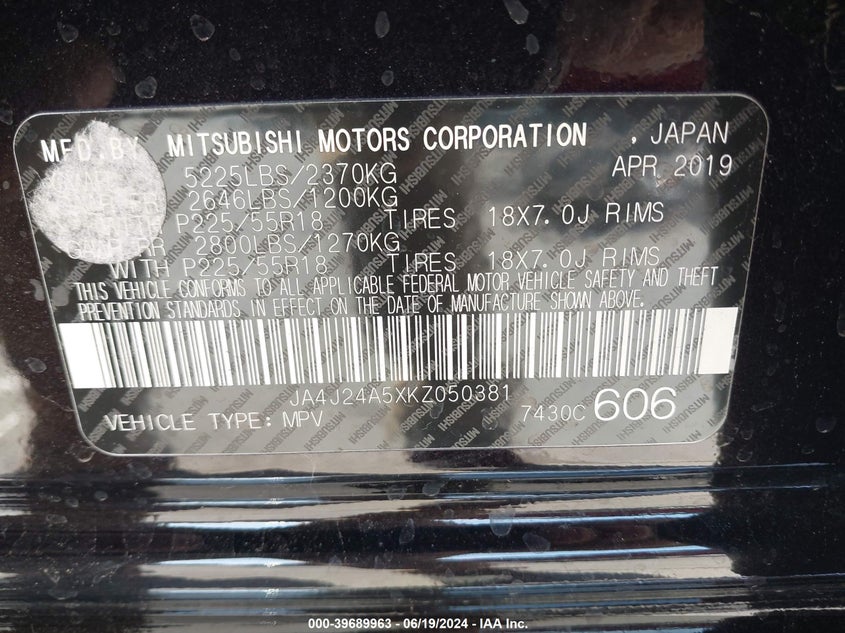 MFD. BY MITSUBISHI MOTORS CORPORATION , JAPAN
5225LBS/2370KG APR 2019
2646LBS/1200KG
P225/55R18 TIRES 18X7.0J RIMS
RR 2800LBS/1270KG
WITH P225/55R18 TIRES 18X7.0J RIMS
THIS VEHICLE CONFORMS TO ALL APPLICABLE FEDERAL MOTOR VEHICLE SAFETY AND THEFT
PREVENTION STANDARDS IN EFFECT ON THE DATE OF MANUFACTURE SHOWN ABOVE.
JA4J24A5XKZ050381
VEHICLE TYPE: MPV 7430C 606
000-39689963 - 06/19/2024 - IAA Inc.